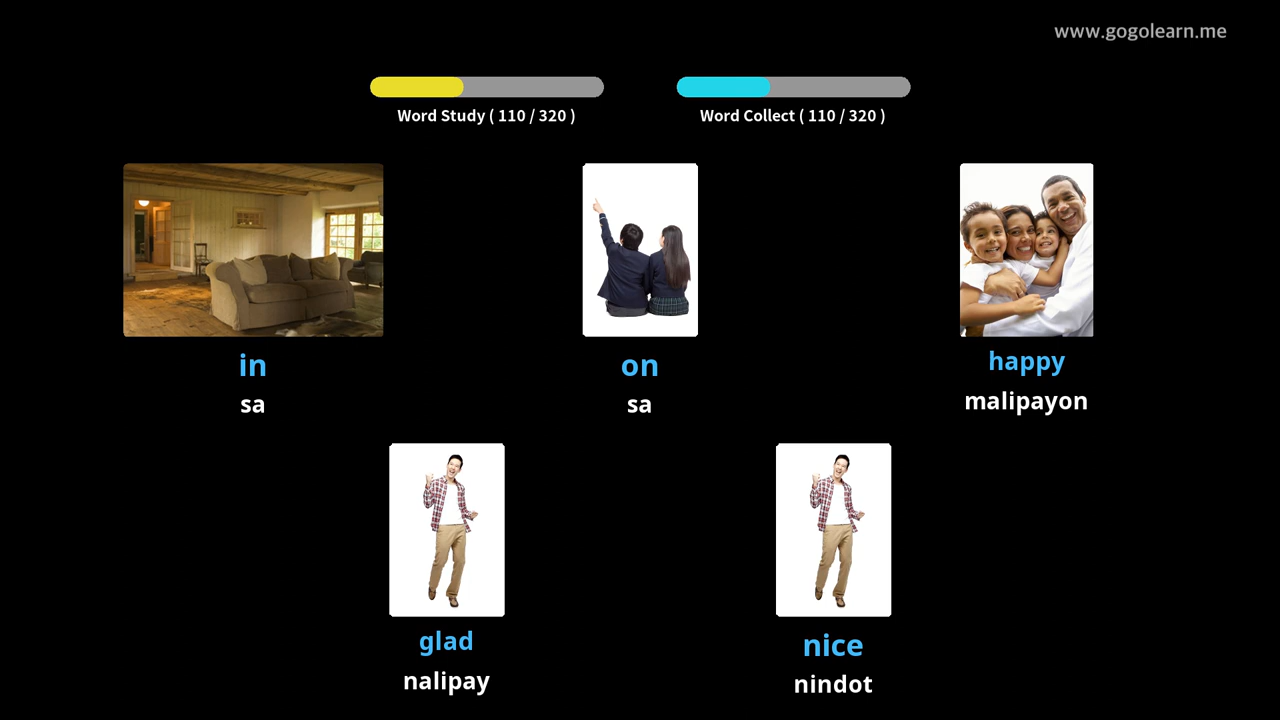 www.gogolearn.me
Word Study ( 110 / 320 )
Word Collect ( 110 / 320 )
in
sa
on
sa
happy
malipayon
glad
nalipay
nice
nindot